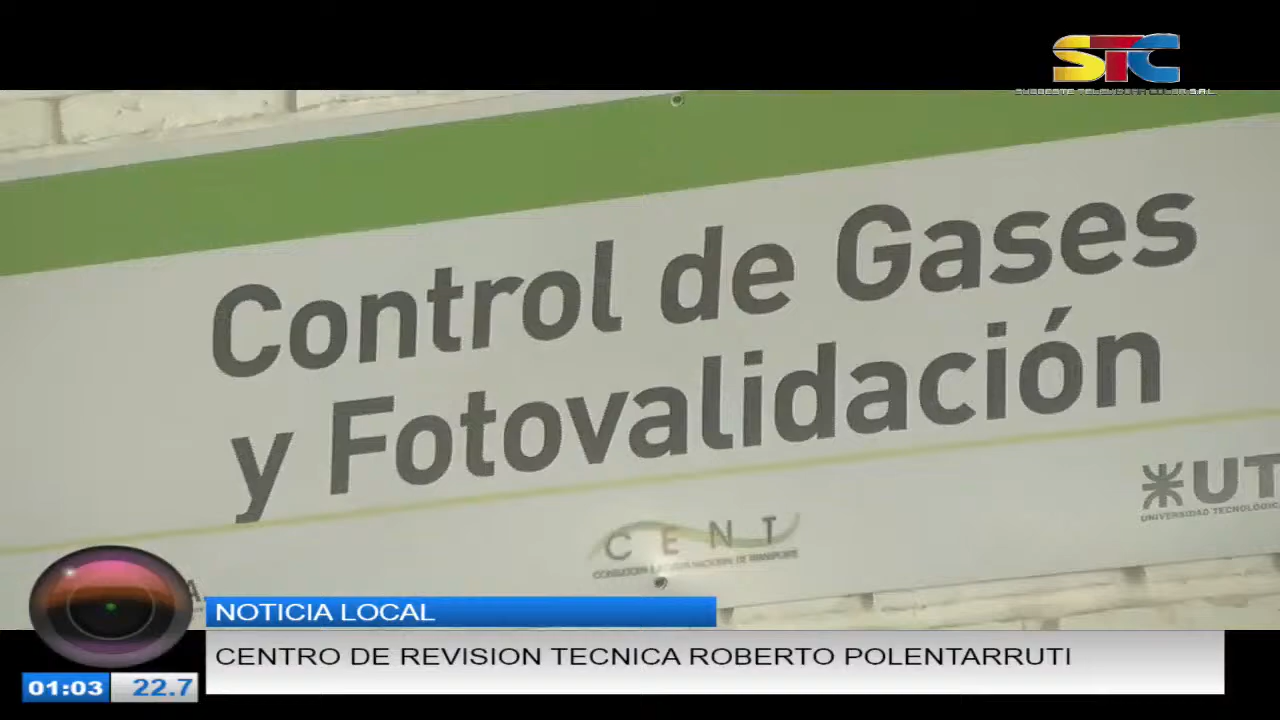 STC
Control de Gases
y Fotovalidación
CENT
UT
UNIVERSIDAD TECNOLÓGIC
NOTICIA LOCAL
CENTRO DE REVISION TECNICA ROBERTO POLENTARRUTI
01:03 22.7